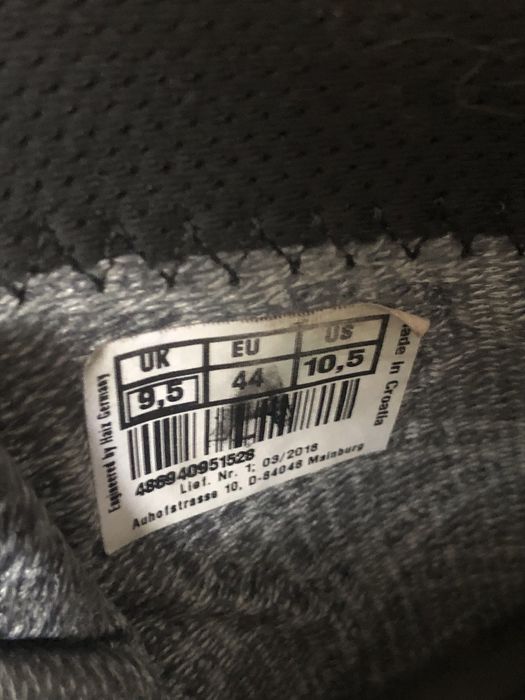 UK EU US
9,5 44 10,5
486940951528
Lief. Nr. 1; 03/2018
Auhofstrasse 10, D-84048 Mainburg
Engineered by Haix Germany
ade in Croatia